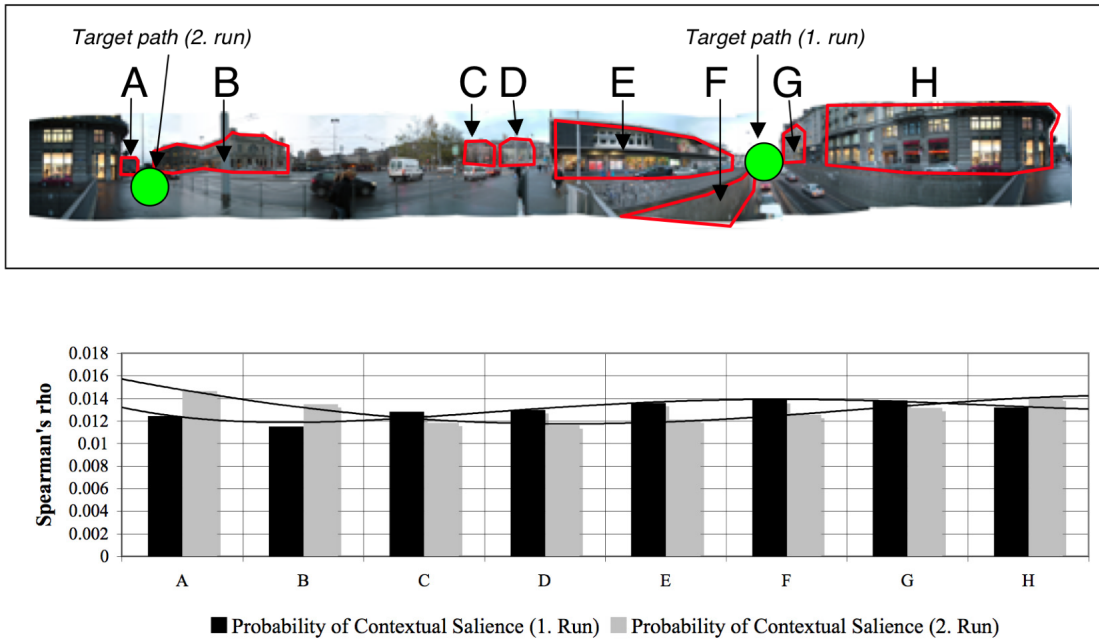 Target path (2. run) Target path (1. run)
A B C D E F G H
0.018
0.016
0.014
0.012
0.01
0.008
0.006
0.004
0.002
0
Spearman's rho
A B C D E F G H
Probability of Contextual Salience (1. Run) Probability of Contextual Salience (2. Run)